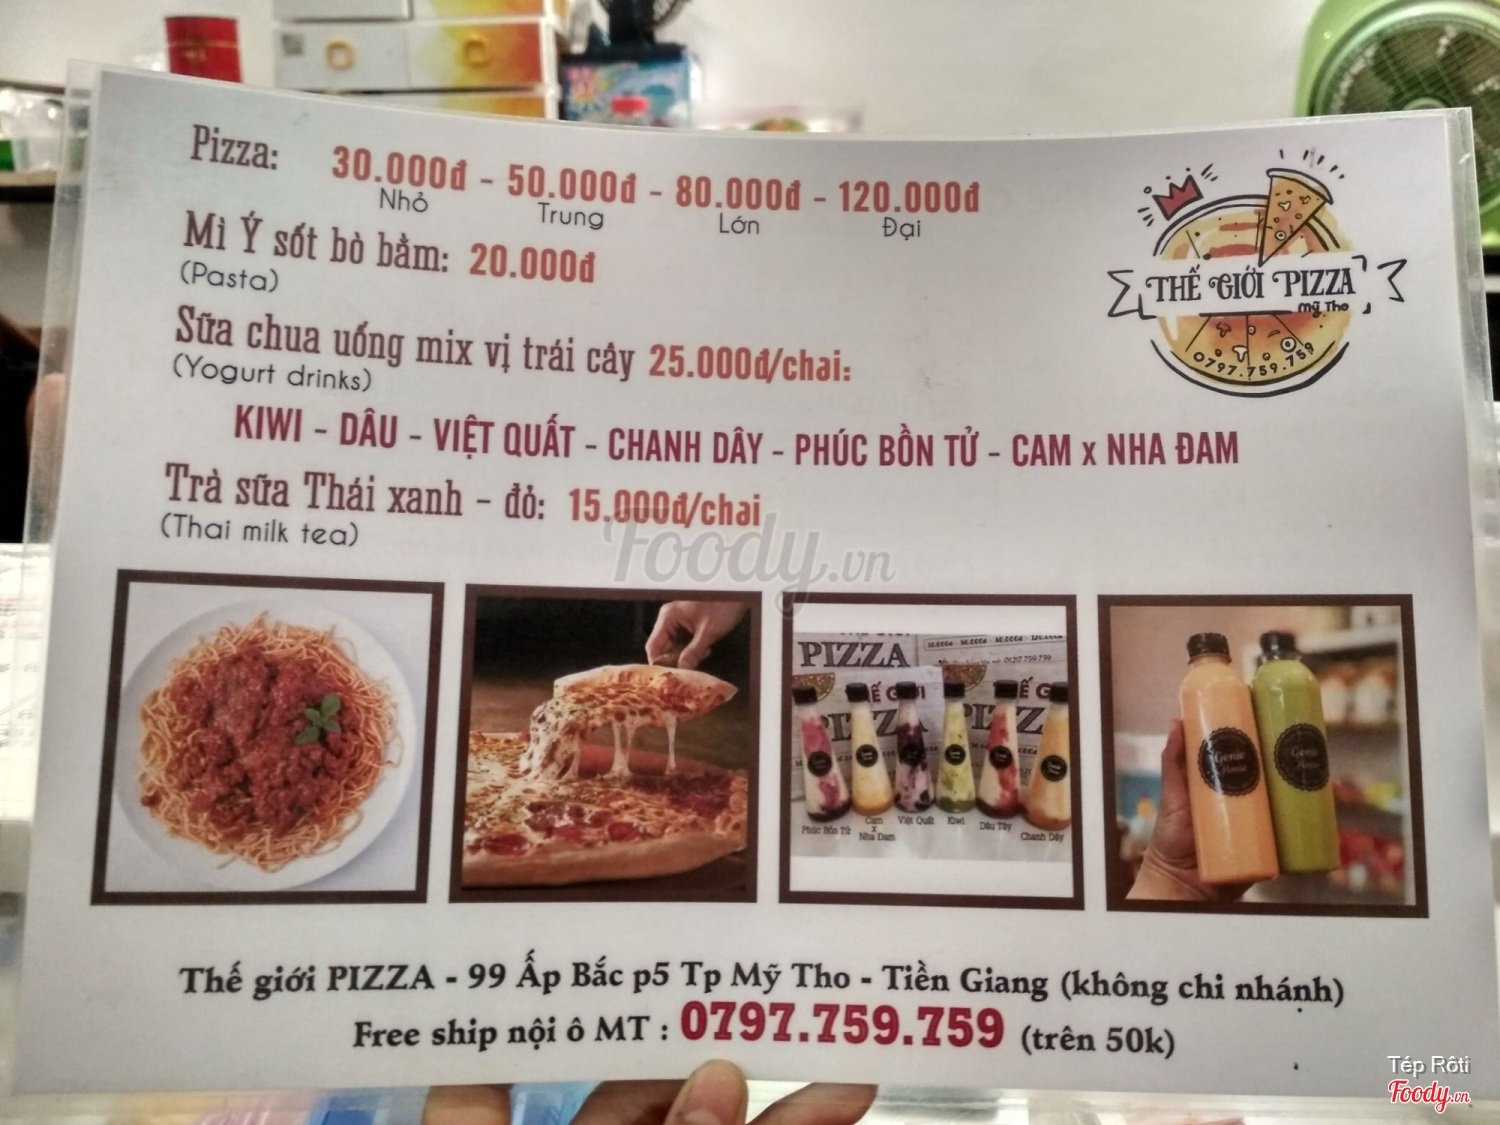 Pizza: 30.000đ - 50.000đ - 80.000đ - 120.000đ
Nhỏ Trung Lớn Đại
Mì Ý sốt bò bằm: 20.000đ
(Pasta)
Sữa chua uống mix vị trái cây 25.000đ/chai:
(Yogurt drinks)
KIWI - DÂU - VIỆT QUẤT - CHANH DÂY - PHÚC BỒN TỬ - CAM x NHA ĐAM
Trà sữa Thái xanh - đỏ: 15.000đ/chai
(Thai milk tea)
THẾ GIỚI PIZZA
Mỹ Tho
0797.759.759
Foody.vn
PIZZA
PIZZA
Phúc Bồn Tử
Cam x Nha Đam
Việt Quất
Kiwi
Dâu Tây
Chanh Dây
Genie
Genie
Thế giới PIZZA - 99 Ấp Bắc p5 Tp Mỹ Tho - Tiền Giang (không chi nhánh)
Free ship nội ô MT : 0797.759.759 (trên 50k)
Tép Rôti
Foody.vn